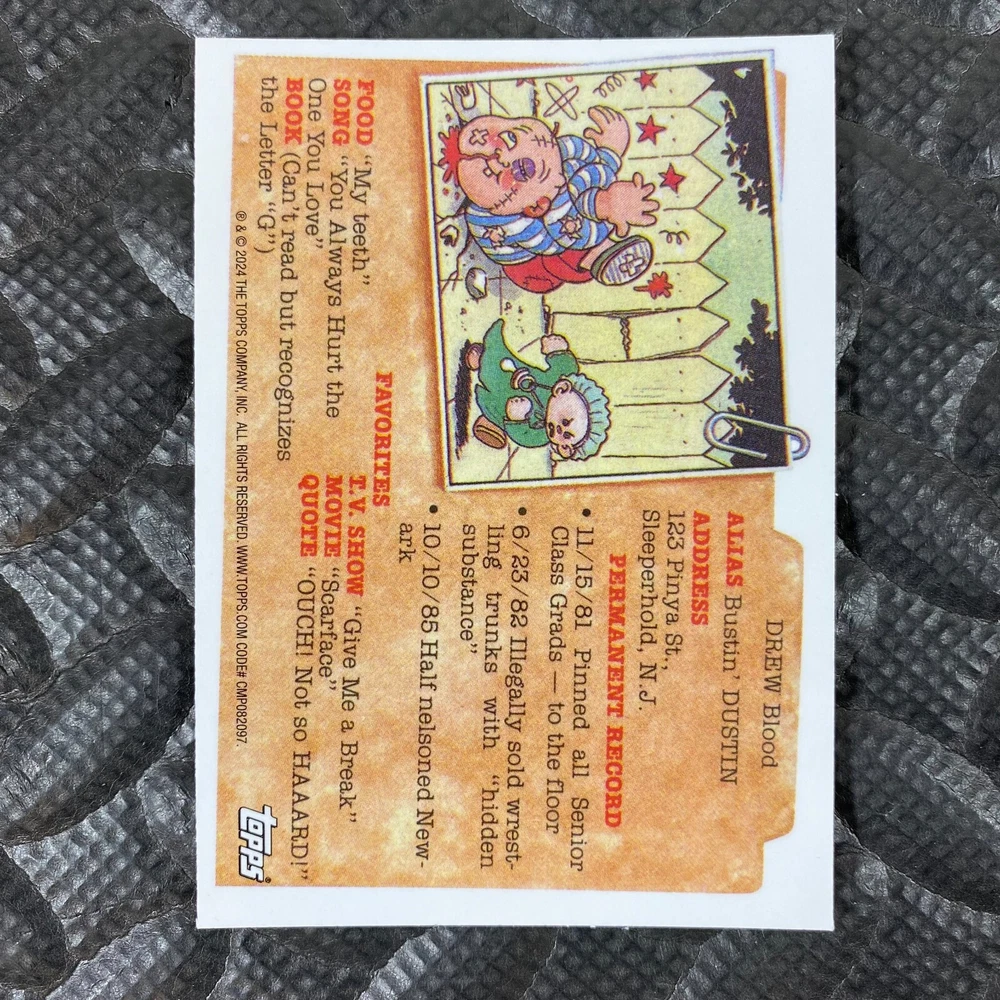 DREW Blood
ALIAS Bustin' DUSTIN
ADDRESS
123 Pinya St.,
Sleeperhold, N.J.
PERMANENT RECORD
• 11/15/81 Pinned all Senior
Class Grads — to the floor
• 6/23/82 Illegally sold wrest-
ling trunks with "hidden
substance"
• 10/10/85 Half nelsoned New-
ark
FAVORITES
FOOD "My teeth"
SONG "You Always Hurt the
One You Love"
BOOK (Can't read but recognizes
the Letter "G")
T.V. SHOW "Give Me a Break"
MOVIE "Scarface"
QUOTE "OUCH! Not so HAAARD!"
® & © 2024 THE TOPPS COMPANY, INC. ALL RIGHTS RESERVED. WWW.TOPPS.COM CODE# CMP082097.
topps®